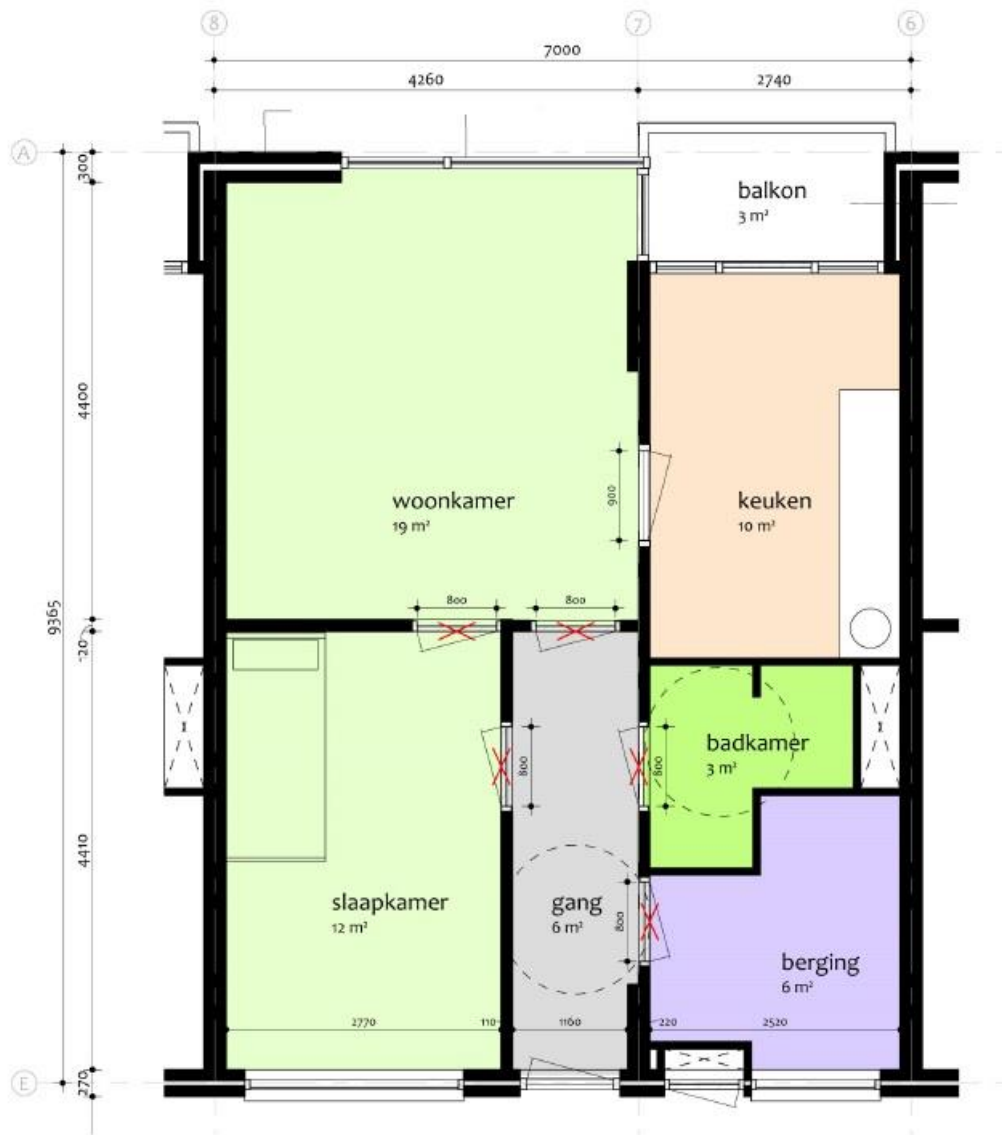 8
7
6
7000
4260
2740
A
300
balkon
3 m²
4400
900
woonkamer
19 m²
keuken
10 m²
9365
800
800
120
badkamer
3 m²
800
800
4410
slaapkamer
12 m²
gang
6 m²
800
berging
6 m²
2770
110
1160
220
2520
E
270